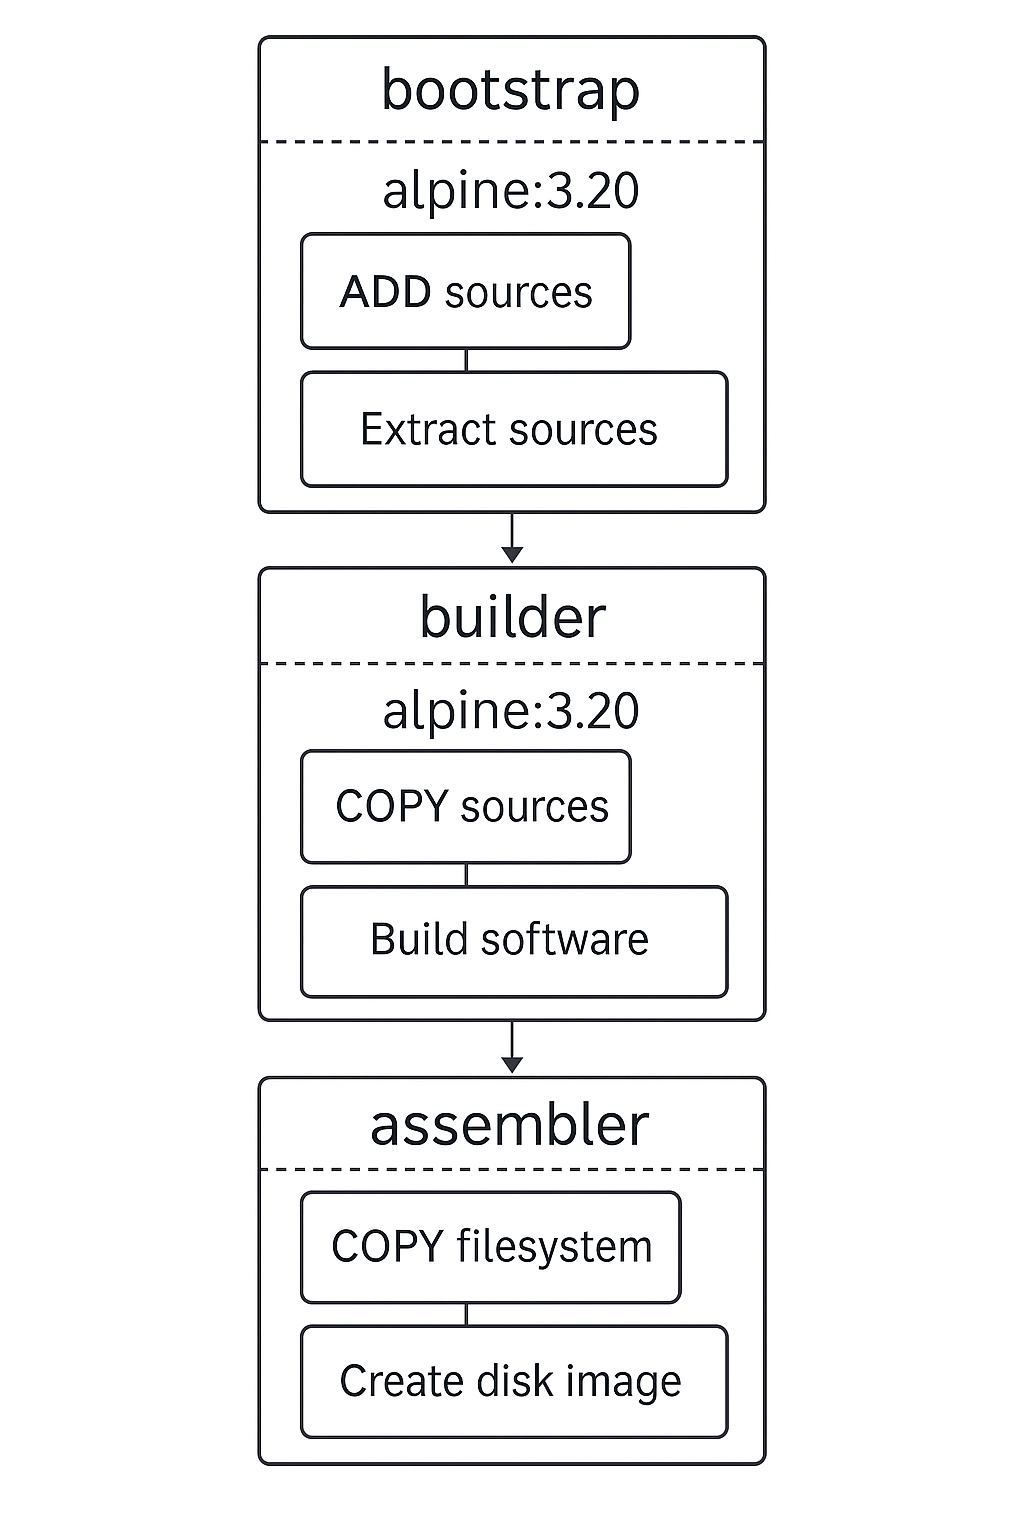 bootstrap
alpine:3.20
ADD sources
Extract sources
builder
alpine:3.20
COPY sources
Build software
assembler
COPY filesystem
Create disk image